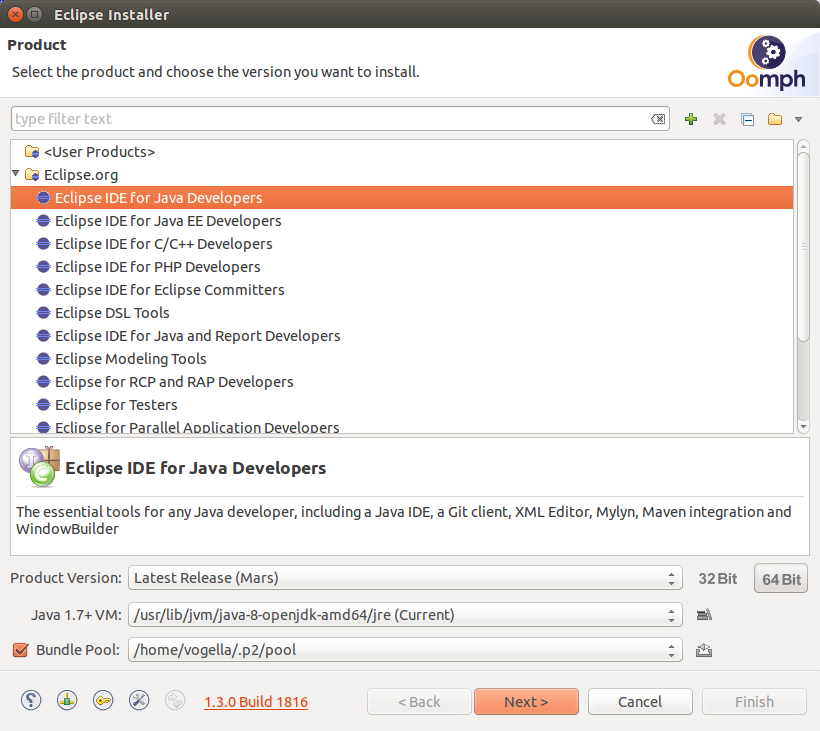 Eclipse Installer
Product
Select the product and choose the version you want to install.
Oomph
type filter text
<User Products>
Eclipse.org
Eclipse IDE for Java Developers
Eclipse IDE for Java EE Developers
Eclipse IDE for C/C++ Developers
Eclipse IDE for PHP Developers
Eclipse IDE for Eclipse Committers
Eclipse DSL Tools
Eclipse IDE for Java and Report Developers
Eclipse Modeling Tools
Eclipse for RCP and RAP Developers
Eclipse for Testers
Eclipse for Parallel Application Developers
Eclipse IDE for Java Developers
The essential tools for any Java developer, including a Java IDE, a Git client, XML Editor, Mylyn, Maven integration and
WindowBuilder
Product Version: Latest Release (Mars) 32 Bit 64 Bit
Java 1.7+ VM: /usr/lib/jvm/java-8-openjdk-amd64/jre (Current)
Bundle Pool: /home/vogella/.p2/pool
1.3.0 Build 1816 < Back Next > Cancel Finish